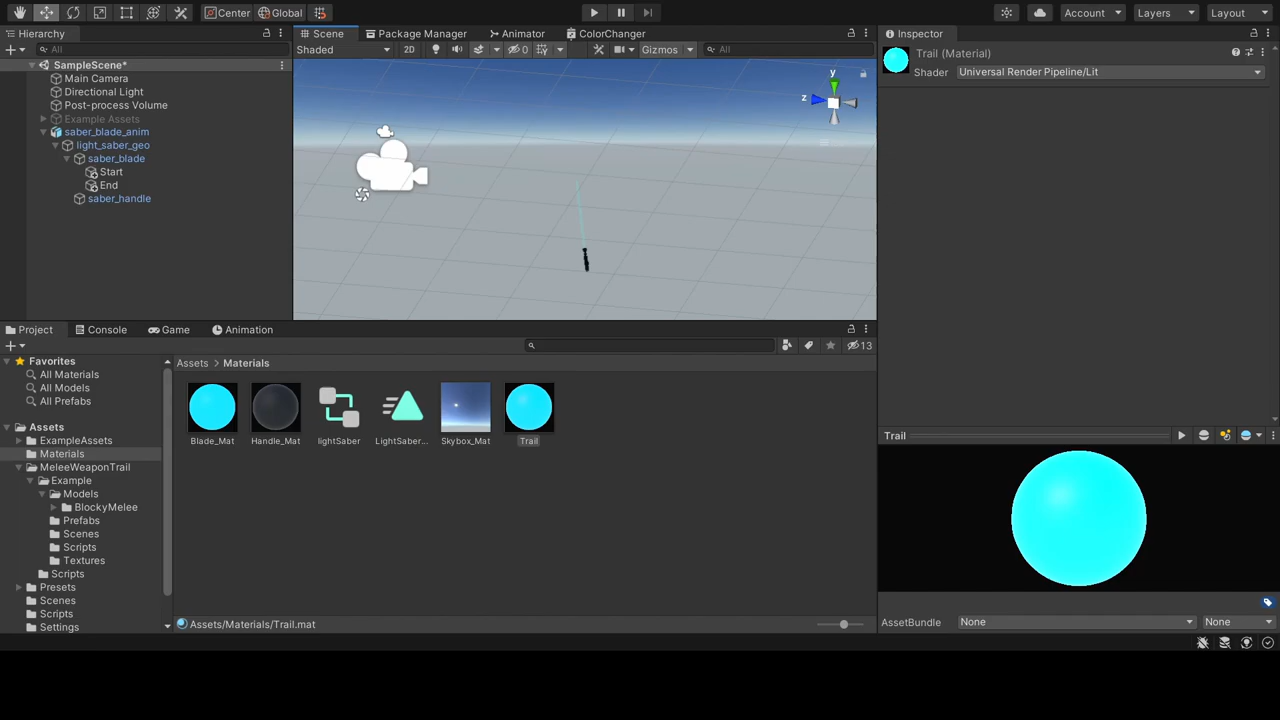 Center
Global
Account
Layers
Layout
Hierarchy
Scene
Package Manager
Animator
ColorChanger
Inspector
All
Shaded
2D
0
Gizmos
All
Trail (Material)
Shader
Universal Render Pipeline/Lit
SampleScene*
Main Camera
Directional Light
Post-process Volume
Example Assets
saber_blade_anim
light_saber_geo
saber_blade
Start
End
saber_handle
y
z
Project
Console
Game
Animation
13
Favorites
All Materials
All Models
All Prefabs
Assets
ExampleAssets
Materials
MeleeWeaponTrail
Example
Models
BlockyMelee
Prefabs
Scenes
Scripts
Textures
Scripts
Presets
Scenes
Scripts
Settings
Assets > Materials
Blade_Mat
Handle_Mat
lightSaber
LightSaber...
Skybox_Mat
Trail
Assets/Materials/Trail.mat
Trail
AssetBundle
None
None